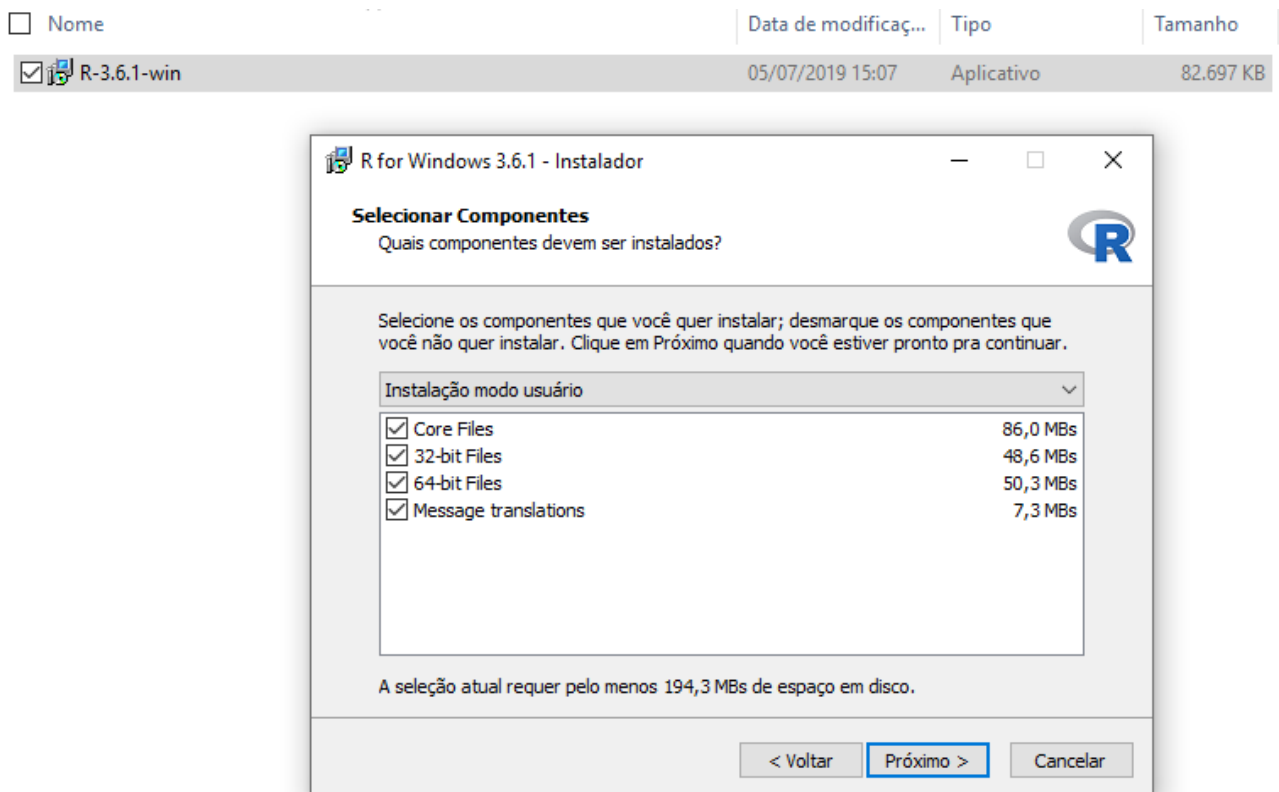 Nome Data de modificaç... Tipo Tamanho
R-3.6.1-win 05/07/2019 15:07 Aplicativo 82.697 KB
R for Windows 3.6.1 - Instalador
Selecionar Componentes
Quais componentes devem ser instalados?
R
Selecione os componentes que você quer instalar; desmarque os componentes que
você não quer instalar. Clique em Próximo quando você estiver pronto pra continuar.
Instalação modo usuário
Core Files 86,0 MBs
32-bit Files 48,6 MBs
64-bit Files 50,3 MBs
Message translations 7,3 MBs
A seleção atual requer pelo menos 194,3 MBs de espaço em disco.
< Voltar Próximo > Cancelar